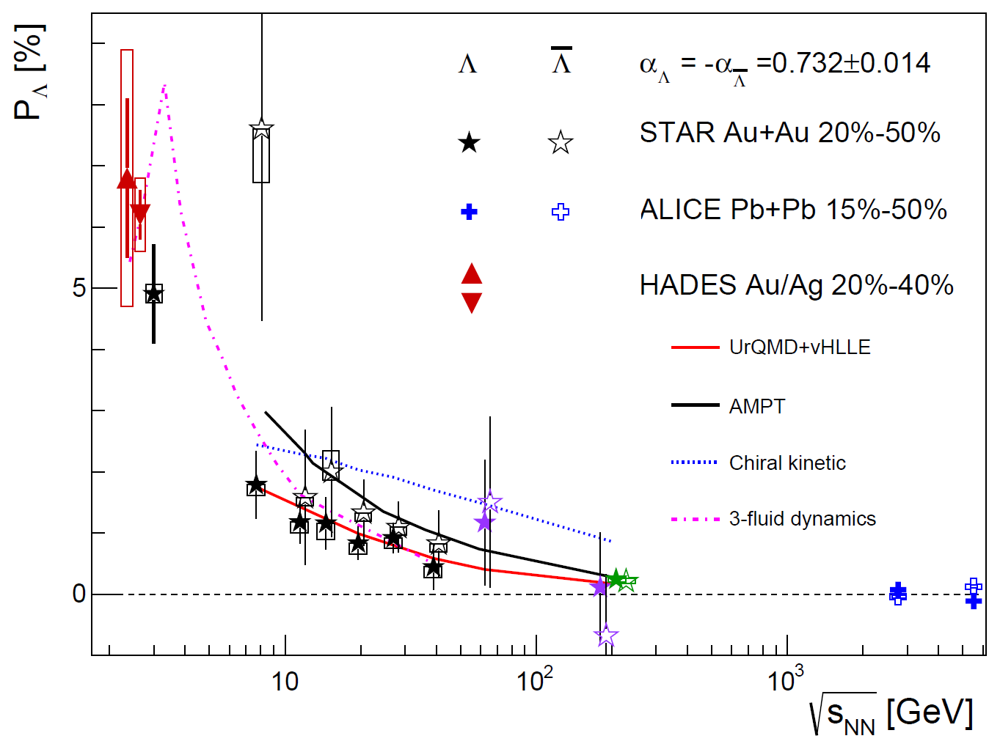 P_Λ [%]
Λ Λ̅ α_Λ = -α_Λ̅ =0.732±0.014
STAR Au+Au 20%-50%
ALICE Pb+Pb 15%-50%
HADES Au/Ag 20%-40%
UrQMD+vHLLE
AMPT
Chiral kinetic
3-fluid dynamics
5
0
10 10² 10³
√s_NN [GeV]